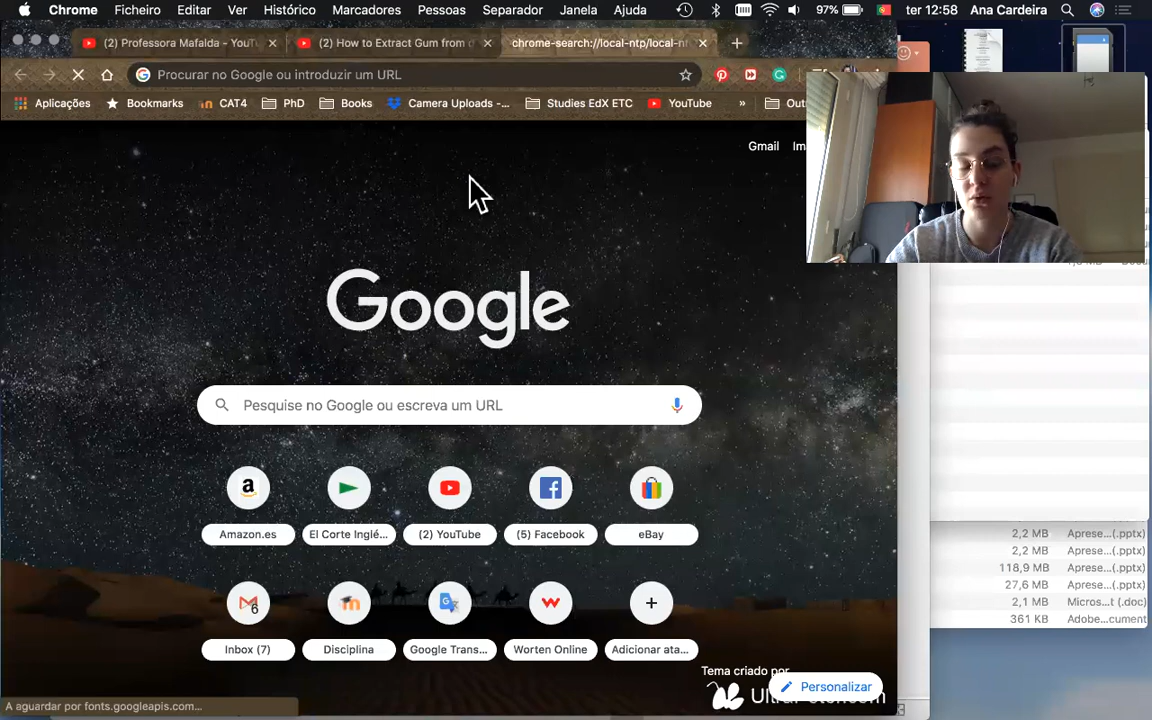 Chrome Ficheiro Editar Ver Histórico Marcadores Pessoas Separador Janela Ajuda 97% ter 12:58 Ana Cardeira
(2) Professora Mafalda - YouTu
(2) How to Extract Gum from
chrome-search://local-ntp/local-nt
Procurar no Google ou introduzir um URL
Aplicações Bookmarks CAT4 PhD Books Camera Uploads -... Studies EdX ETC YouTube »
Gmail
Google
Pesquise no Google ou escreva um URL
Amazon.es El Corte Inglé... (2) YouTube (5) Facebook eBay
6
Inbox (7) Disciplina Google Trans... Worten Online Adicionar ata...
Tema criado por
Personalizar
A aguardar por fonts.googleapis.com...
2,2 MB Aprese...(.pptx)
2,2 MB Aprese...(.pptx)
118,9 MB Aprese...(.pptx)
27,6 MB Aprese...(.pptx)
2,1 MB Micros...t (.doc)
361 KB Adobe...cument